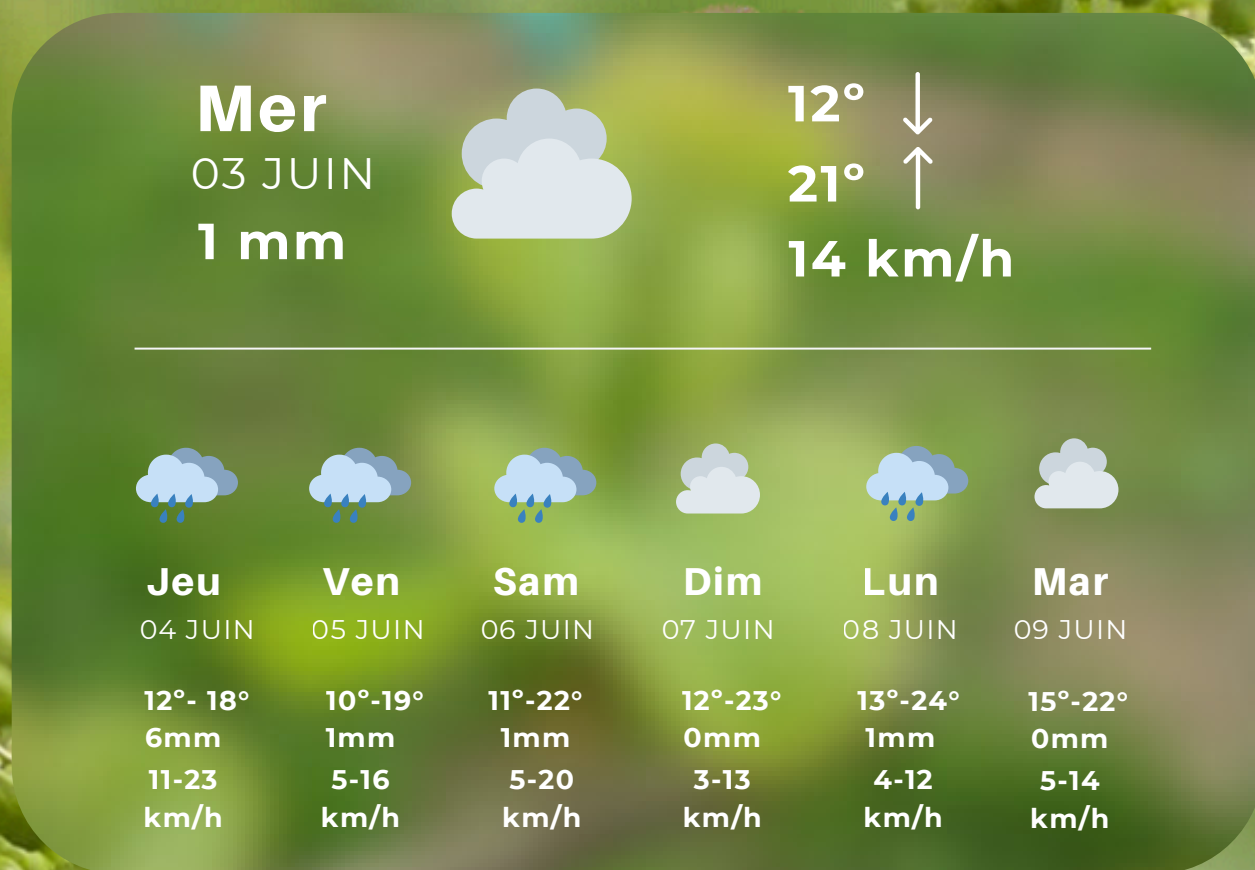 Mer
03 JUIN
1 mm
12°
21°
14 km/h
Jeu
Ven
Sam
Dim
Lun
Mar
04 JUIN
05 JUIN
06 JUIN
07 JUIN
08 JUIN
09 JUIN
12°- 18°
10°-19°
11°-22°
12°-23°
13°-24°
15°-22°
6mm
1mm
1mm
0mm
1mm
0mm
11-23
5-16
5-20
3-13
4-12
5-14
km/h
km/h
km/h
km/h
km/h
km/h